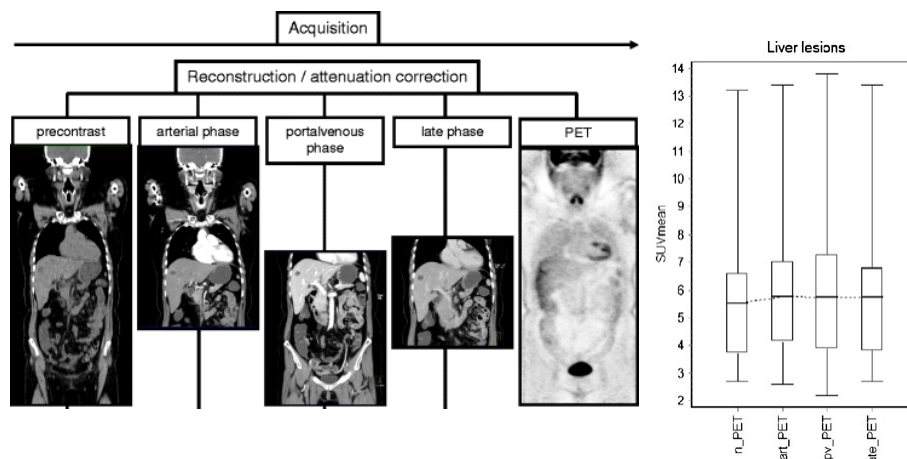 Acquisition
Reconstruction / attenuation correction
precontrast
arterial phase
portalvenous
phase
late phase
PET
Liver lesions
SUVmean
14
13
12
11
10
9
8
7
6
5
4
3
2
n_PET
art_PET
pv_PET
ate_PET